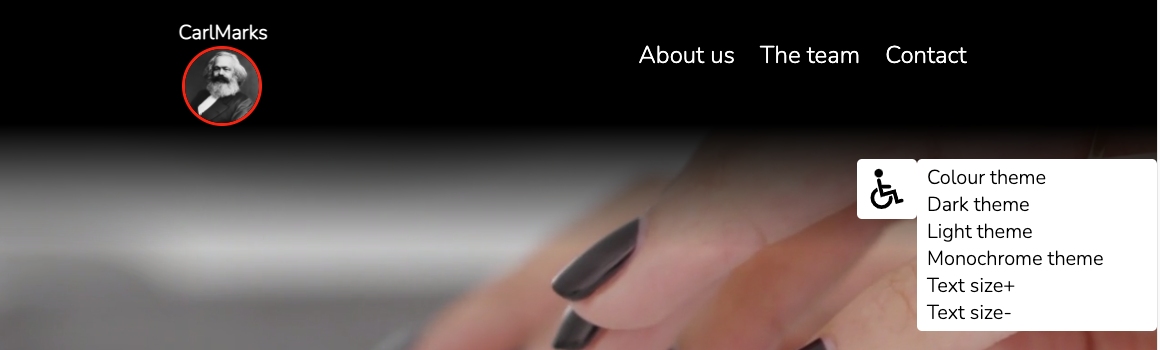 CarlMarks
About us The team Contact
Colour theme
Dark theme
Light theme
Monochrome theme
Text size+
Text size-